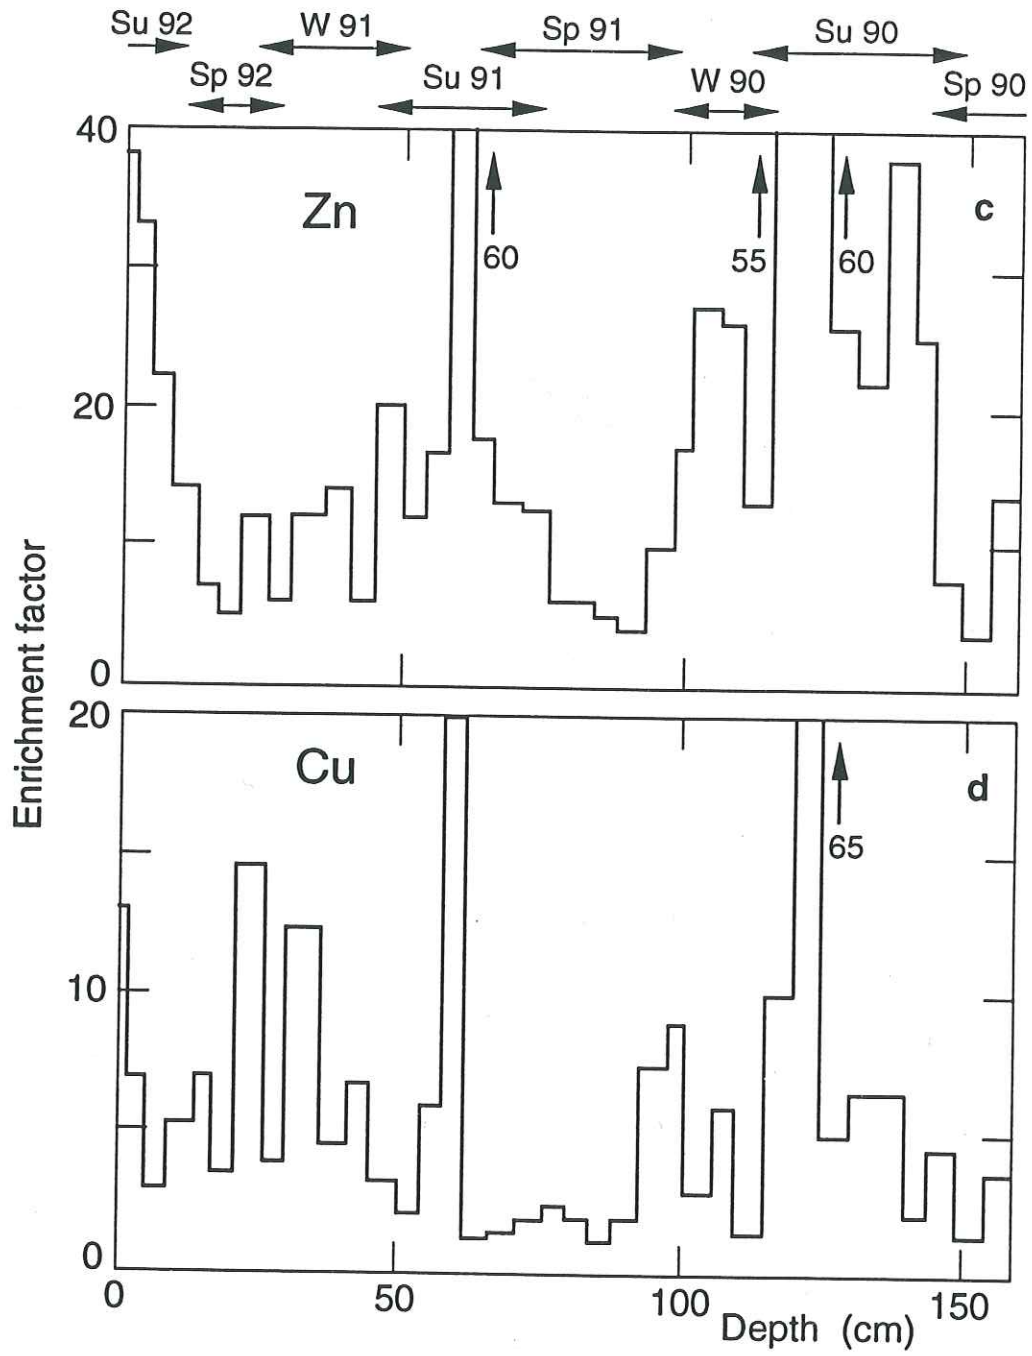 Su 92 W 91 Sp 91 Su 90
Sp 92 Su 91 W 90 Sp 90
40
Zn c
60 55 60
20
0
Enrichment factor
20
Cu d
65
10
0
0 50 100 150
Depth (cm)